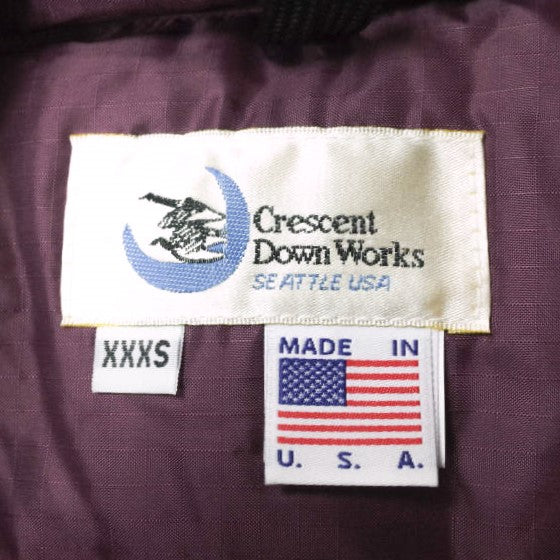 Crescent
Down Works
SEATTLE USA
XXXS
MADE IN
U. S. A.